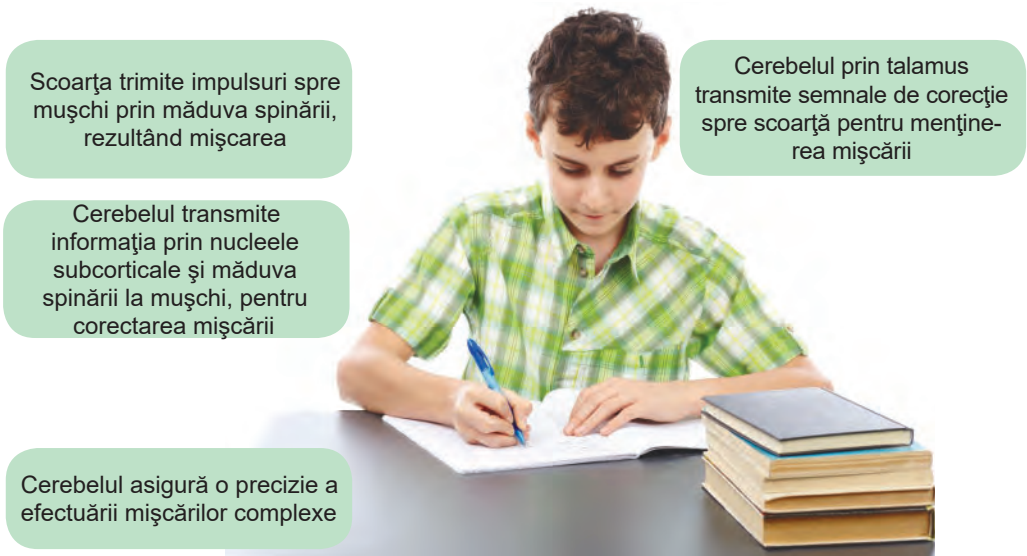 Scoarţa trimite impulsuri spre
muşchi prin măduva spinării,
rezultând mişcarea
Cerebelul prin talamus
transmite semnale de corecţie
spre scoarţă pentru menţine-
rea mişcării
Cerebelul transmite
informaţia prin nucleele
subcorticale şi măduva
spinării la muşchi, pentru
corectarea mişcării
Cerebelul asigură o precizie a
efectuării mişcărilor complexe